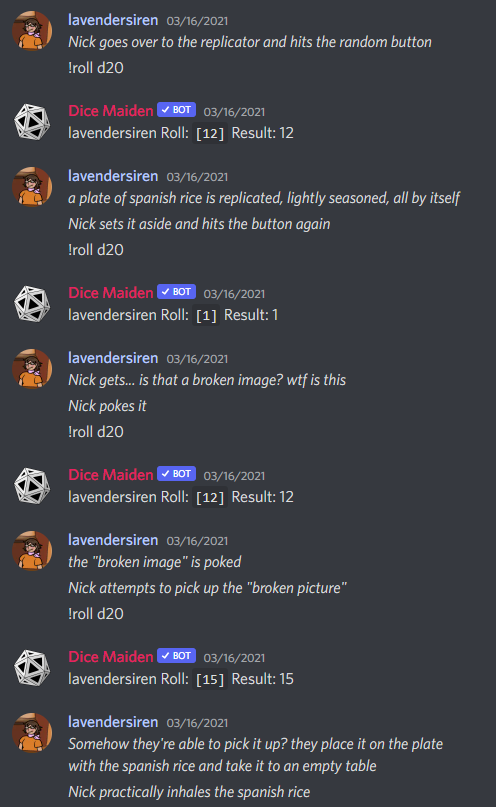 lavendersiren 03/16/2021
Nick goes over to the replicator and hits the random button
!roll d20
Dice Maiden ✓ BOT 03/16/2021
lavendersiren Roll: [12] Result: 12
lavendersiren 03/16/2021
a plate of spanish rice is replicated, lightly seasoned, all by itself
Nick sets it aside and hits the button again
!roll d20
Dice Maiden ✓ BOT 03/16/2021
lavendersiren Roll: [1] Result: 1
lavendersiren 03/16/2021
Nick gets... is that a broken image? wtf is this
Nick pokes it
!roll d20
Dice Maiden ✓ BOT 03/16/2021
lavendersiren Roll: [12] Result: 12
lavendersiren 03/16/2021
the "broken image" is poked
Nick attempts to pick up the "broken picture"
!roll d20
Dice Maiden ✓ BOT 03/16/2021
lavendersiren Roll: [15] Result: 15
lavendersiren 03/16/2021
Somehow they're able to pick it up? they place it on the plate
with the spanish rice and take it to an empty table
Nick practically inhales the spanish rice